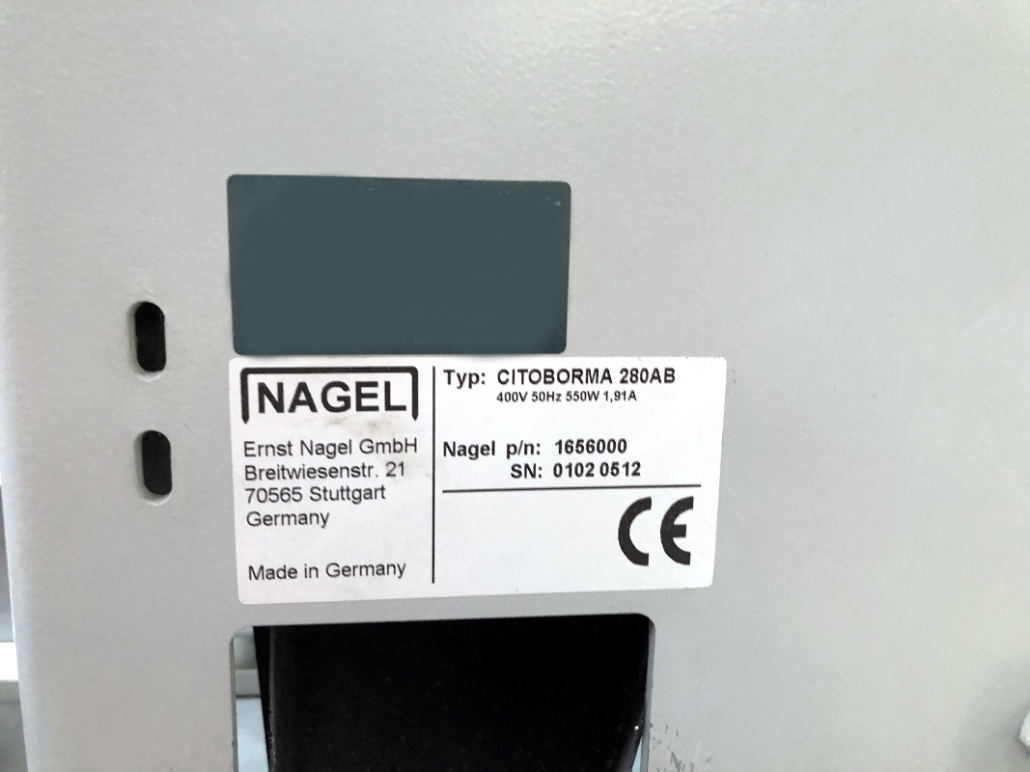 NAGEL
Ernst Nagel GmbH
Breitwiesenstr. 21
70565 Stuttgart
Germany
Made in Germany
Typ: CITOBORMA 280AB
400V 50Hz 550W 1,91A
Nagel p/n: 1656000
SN: 0102 0512
CE